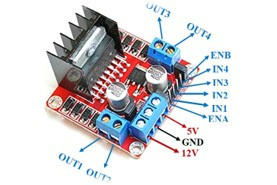 OUT3
OUT4
ENB
IN4
IN3
IN2
IN1
ENA
5V
GND
12V
OUT1
OUT2